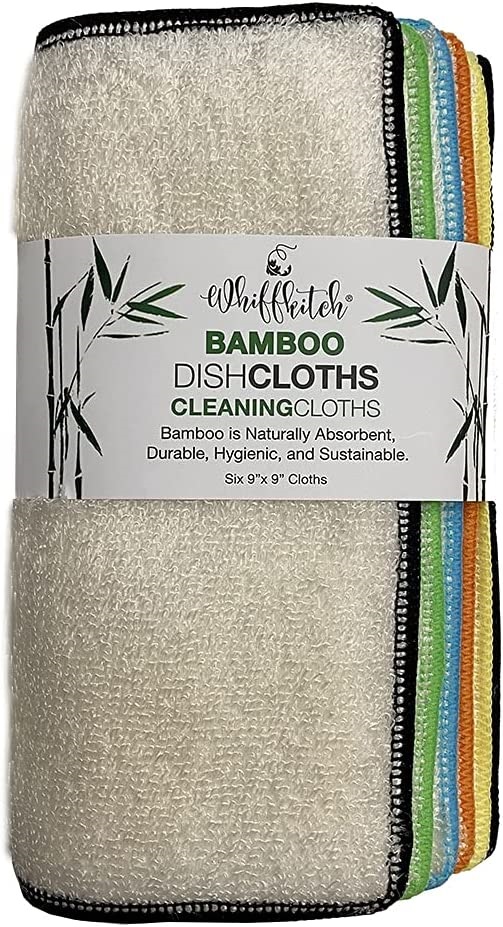 Whiffkitch®
BAMBOO
DISHCLOTHS
CLEANINGCLOTHS
Bamboo is Naturally Absorbent,
Durable, Hygienic, and Sustainable.
Six 9"x 9" Cloths